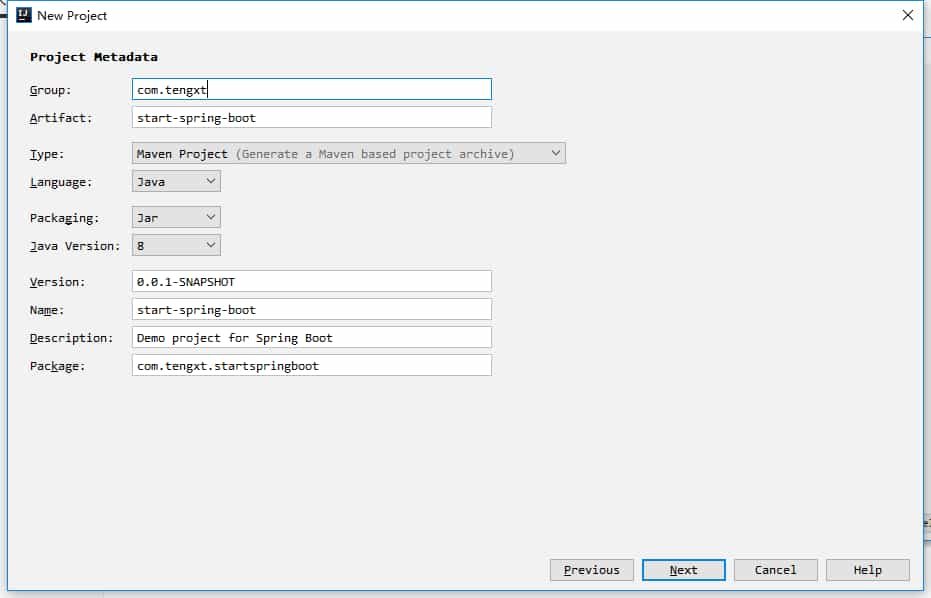 New Project
Project Metadata
Group: com.tengxt
Artifact: start-spring-boot
Type: Maven Project (Generate a Maven based project archive)
Language: Java
Packaging: Jar
Java Version: 8
Version: 0.0.1-SNAPSHOT
Name: start-spring-boot
Description: Demo project for Spring Boot
Package: com.tengxt.startspringboot
Previous Next Cancel Help